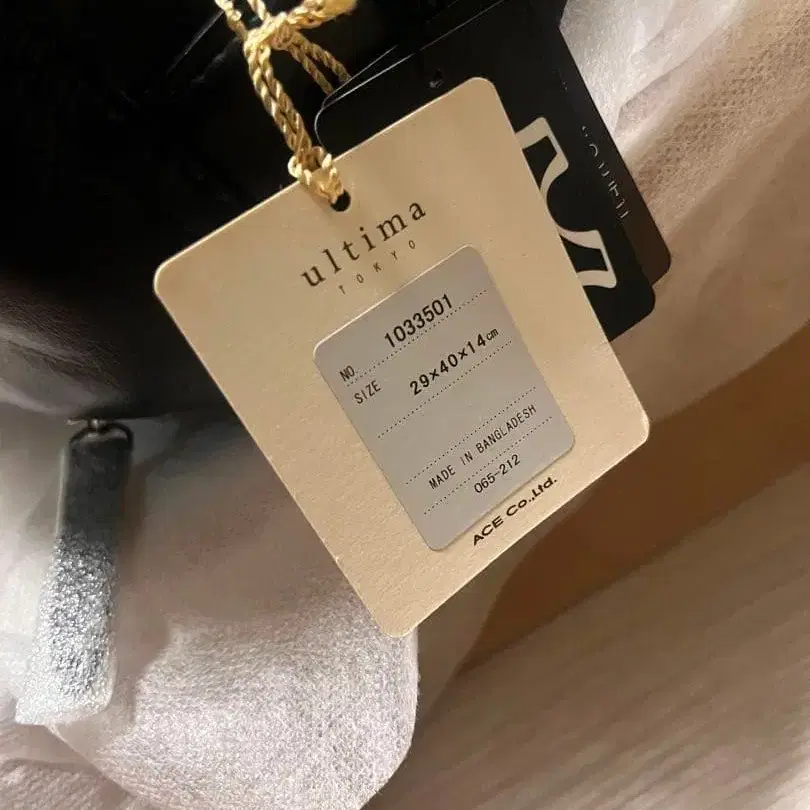 ultima
TOKYO
NO. 1033501
SIZE 29×40×14cm
MADE IN BANGLADESH
065-212
ACE Co.,Ltd.